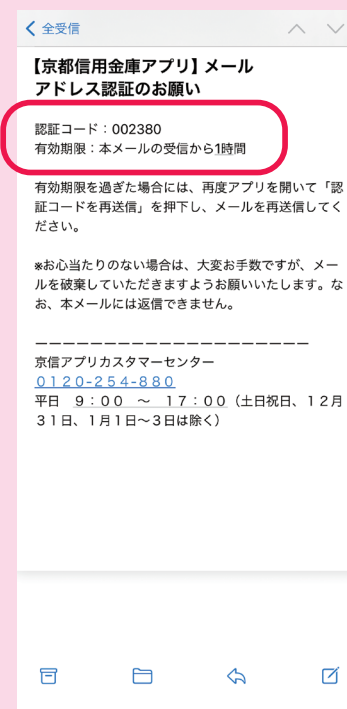 全受信
【京都信用金庫アプリ】メール
アドレス認証のお願い
認証コード：002380
有効期限：本メールの受信から1時間
有効期限を過ぎた場合には、再度アプリを開いて「認
証コードを再送信」を押下し、メールを再送信してく
ださい。
※お心当たりのない場合は、大変お手数ですが、メー
ルを破棄していただきますようお願いいたします。な
お、本メールには返信できません。
ーーーーーーーーーーーーーーーーーーーー
京信アプリカスタマーセンター
０１２０-２５４-８８０
平日　９：００　～　１７：００（土日祝日、１２月
３１日、１月１日～３日は除く）